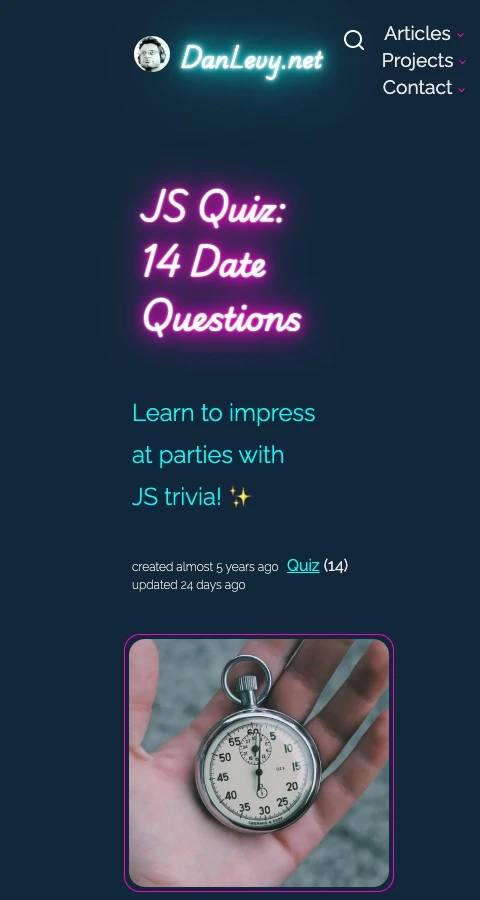 DanLevy.net
Articles
Projects
Contact
JS Quiz:
14 Date
Questions
Learn to impress
at parties with
JS trivia! ✨
created almost 5 years ago Quiz (14)
updated 24 days ago
60
5
10
15
20
25
30
35
40
45
50
55